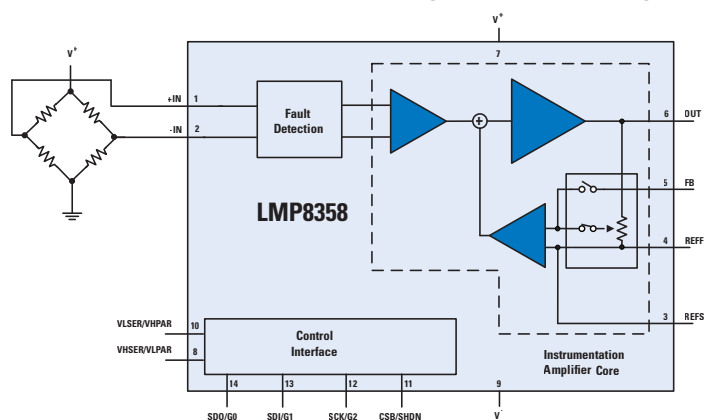 V+
V+
7
+IN 1
-IN 2
Fault
Detection
6 OUT
5 FB
4 REFF
3 REFS
LMP8358
VLSER/VHPAR 10
VHSER/VLPAR 8
Control
Interface
Instrumentation
Amplifier Core
14 13 12 11 9
SDO/G0 SDI/G1 SCK/G2 CSB/SHDN V-